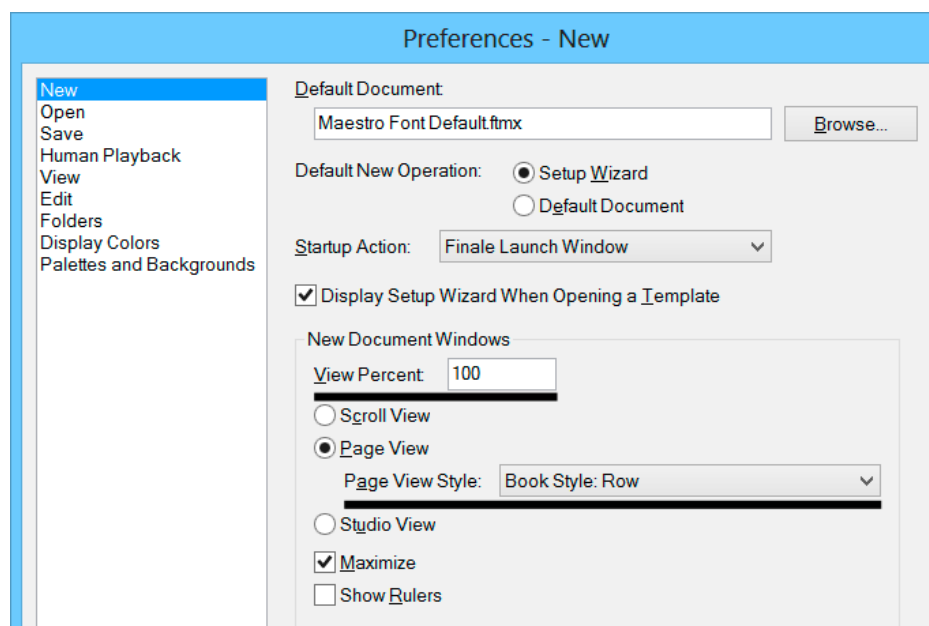 Preferences - New
New
Open
Save
Human Playback
View
Edit
Folders
Display Colors
Palettes and Backgrounds
Default Document:
Maestro Font Default.ftmx
Browse...
Default New Operation:
Setup Wizard
Default Document
Startup Action: Finale Launch Window
Display Setup Wizard When Opening a Template
New Document Windows
View Percent: 100
Scroll View
Page View
Page View Style: Book Style: Row
Studio View
Maximize
Show Rulers